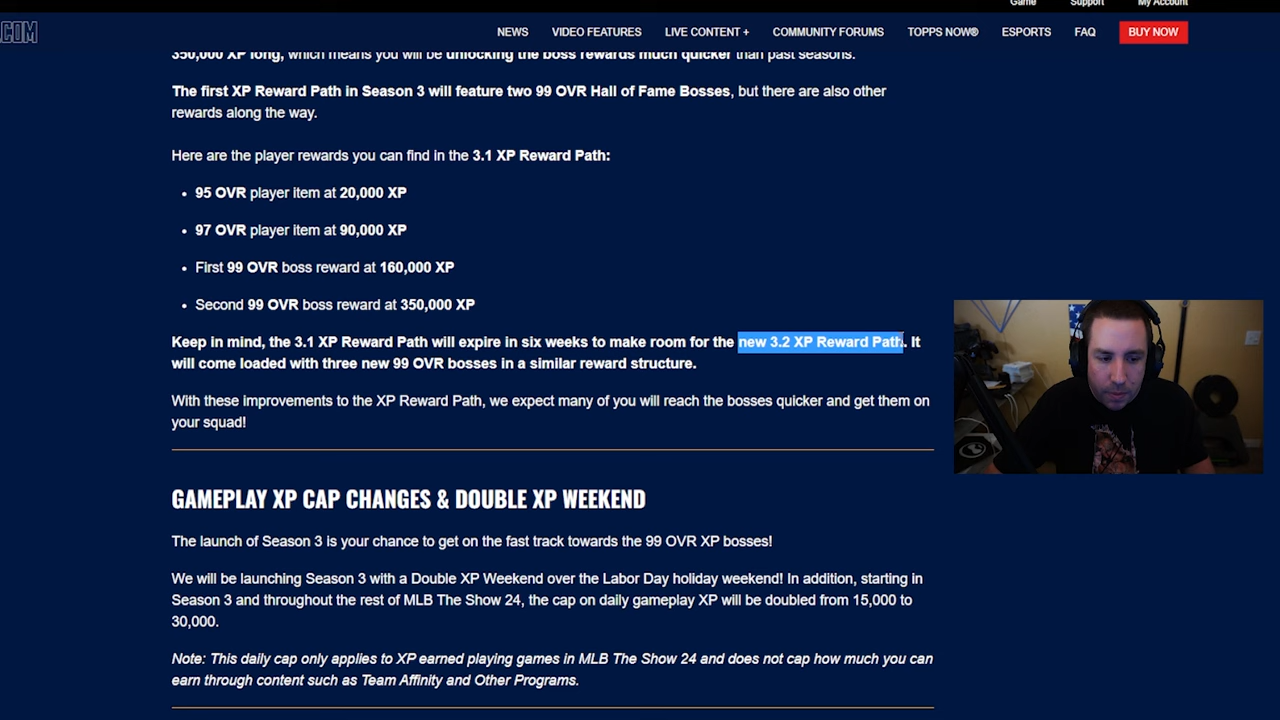 Game Support My Account
.COM NEWS VIDEO FEATURES LIVE CONTENT + COMMUNITY FORUMS TOPPS NOW® ESPORTS FAQ BUY NOW
350,000 XP long, which means you will be unlocking the boss rewards much quicker than past seasons.
The first XP Reward Path in Season 3 will feature two 99 OVR Hall of Fame Bosses, but there are also other
rewards along the way.
Here are the player rewards you can find in the 3.1 XP Reward Path:
• 95 OVR player item at 20,000 XP
• 97 OVR player item at 90,000 XP
• First 99 OVR boss reward at 160,000 XP
• Second 99 OVR boss reward at 350,000 XP
Keep in mind, the 3.1 XP Reward Path will expire in six weeks to make room for the new 3.2 XP Reward Path. It
will come loaded with three new 99 OVR bosses in a similar reward structure.
With these improvements to the XP Reward Path, we expect many of you will reach the bosses quicker and get them on
your squad!
GAMEPLAY XP CAP CHANGES & DOUBLE XP WEEKEND
The launch of Season 3 is your chance to get on the fast track towards the 99 OVR XP bosses!
We will be launching Season 3 with a Double XP Weekend over the Labor Day holiday weekend! In addition, starting in
Season 3 and throughout the rest of MLB The Show 24, the cap on daily gameplay XP will be doubled from 15,000 to
30,000.
Note: This daily cap only applies to XP earned playing games in MLB The Show 24 and does not cap how much you can
earn through content such as Team Affinity and Other Programs.